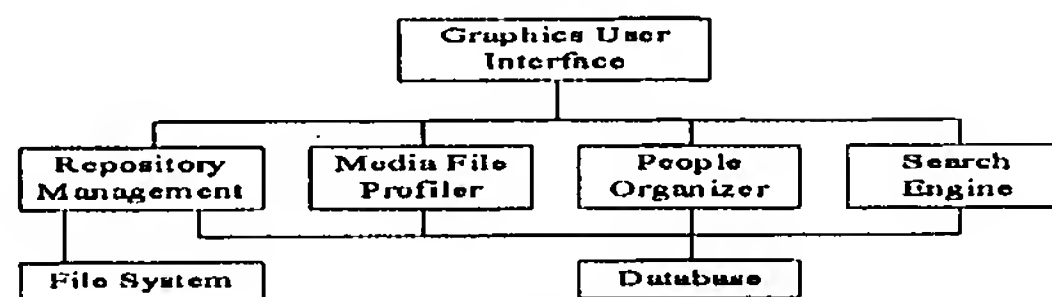 Graphics User
Interface
Repository
Management
Media File
Profiler
People
Organizer
Search
Engine
File System
Database